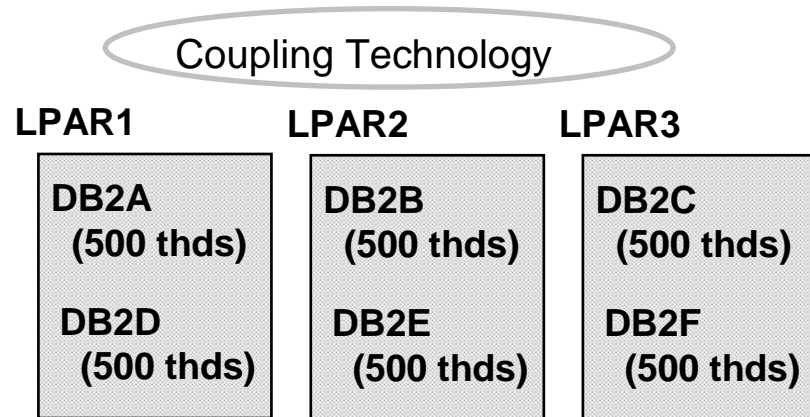 Coupling Technology
LPAR1
LPAR2
LPAR3
DB2A
(500 thds)
DB2D
(500 thds)
DB2B
(500 thds)
DB2E
(500 thds)
DB2C
(500 thds)
DB2F
(500 thds)